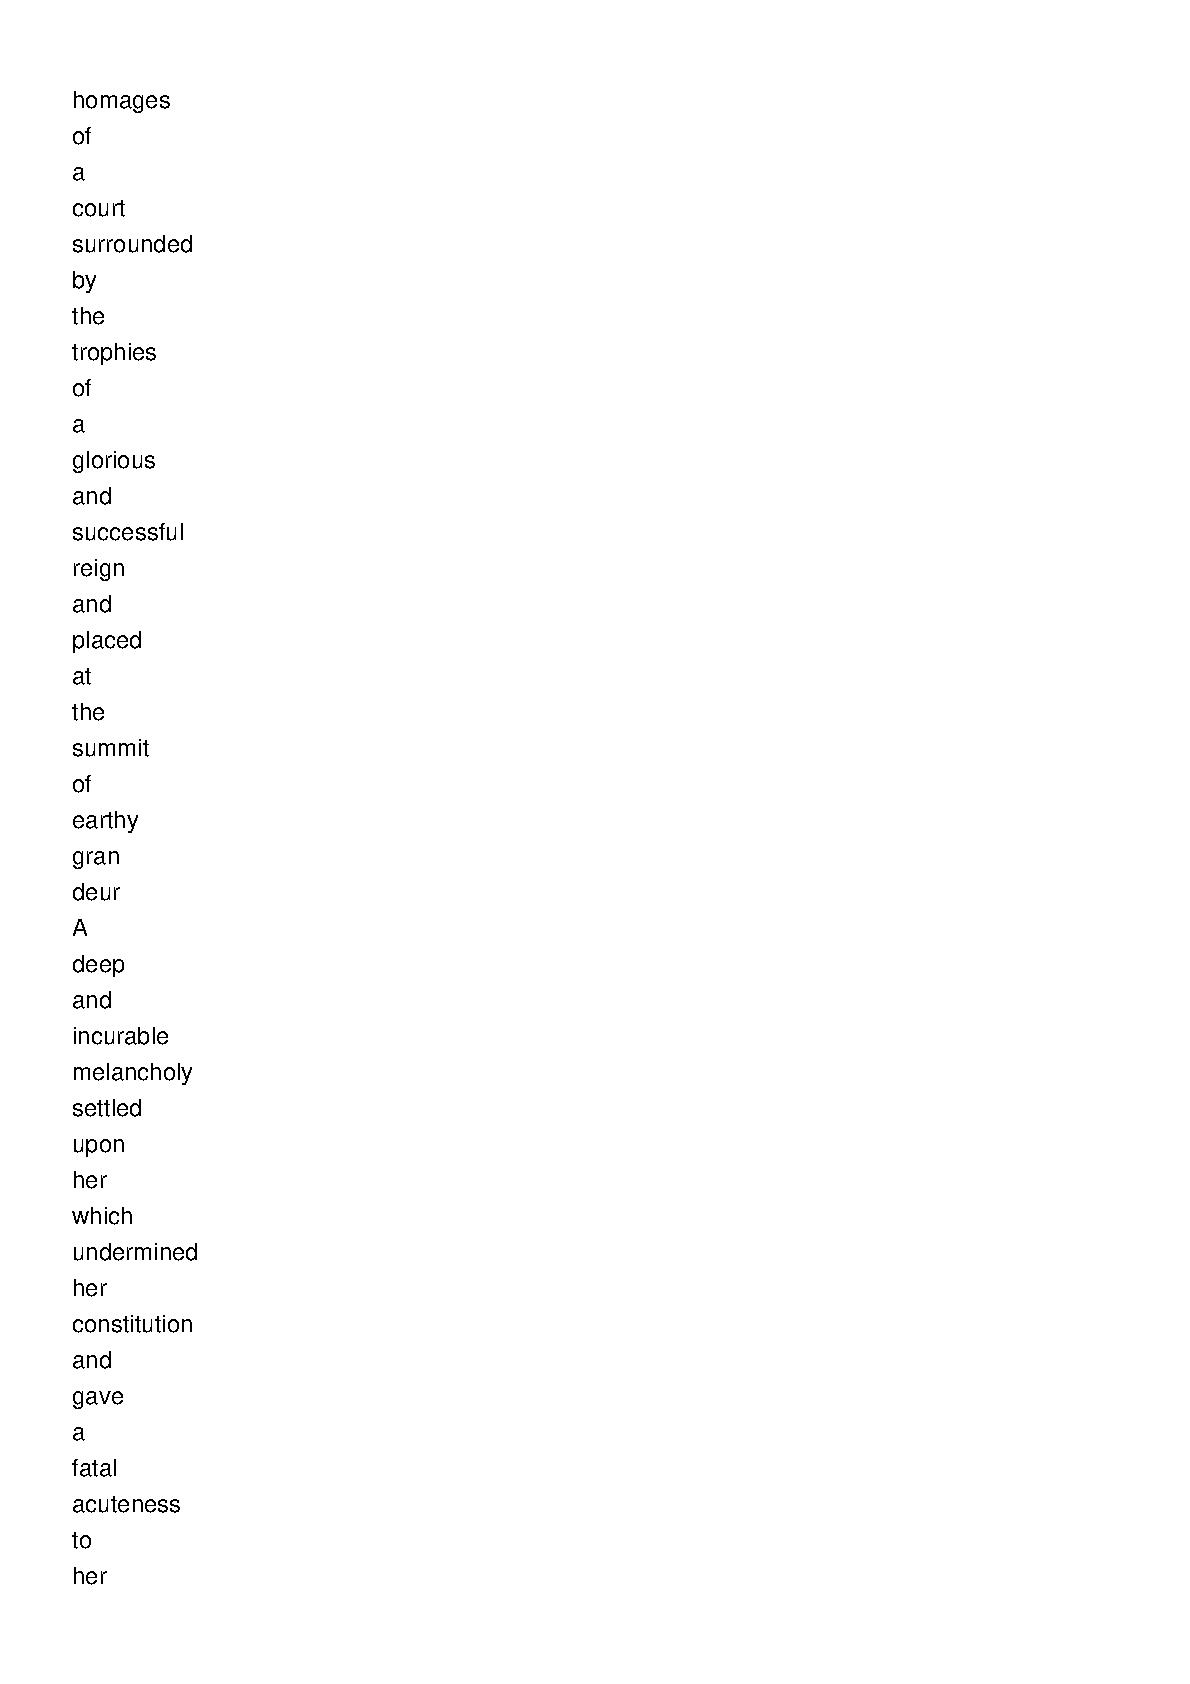 homages
of
a
court
surrounded
by
the
trophies
of
a
glorious
and
successful
reign
and
placed
at
the
summit
of
earthy
gran
deur
A
deep
and
incurable
melancholy
settled
upon
her
which
undermined
her
constitution
and
gave
a
fatal
acuteness
to
her